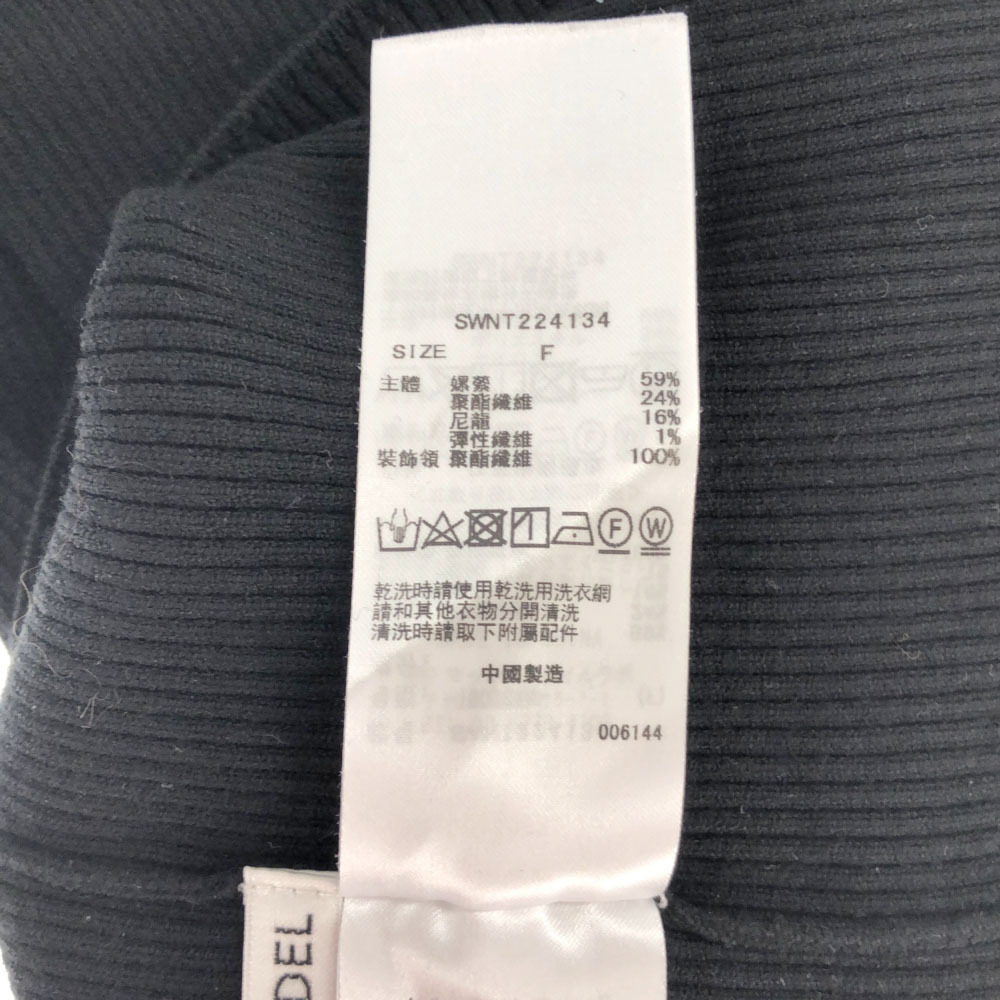 SWNT224134
SIZE F
主體 螺縈 59%
聚酯纖維 24%
尼龍 16%
彈性纖維 1%
裝飾領 聚酯纖維 100%
F W
乾洗時請使用乾洗用洗衣網
請和其他衣物分開清洗
清洗時請取下附屬配件
中國製造
006144
DEL